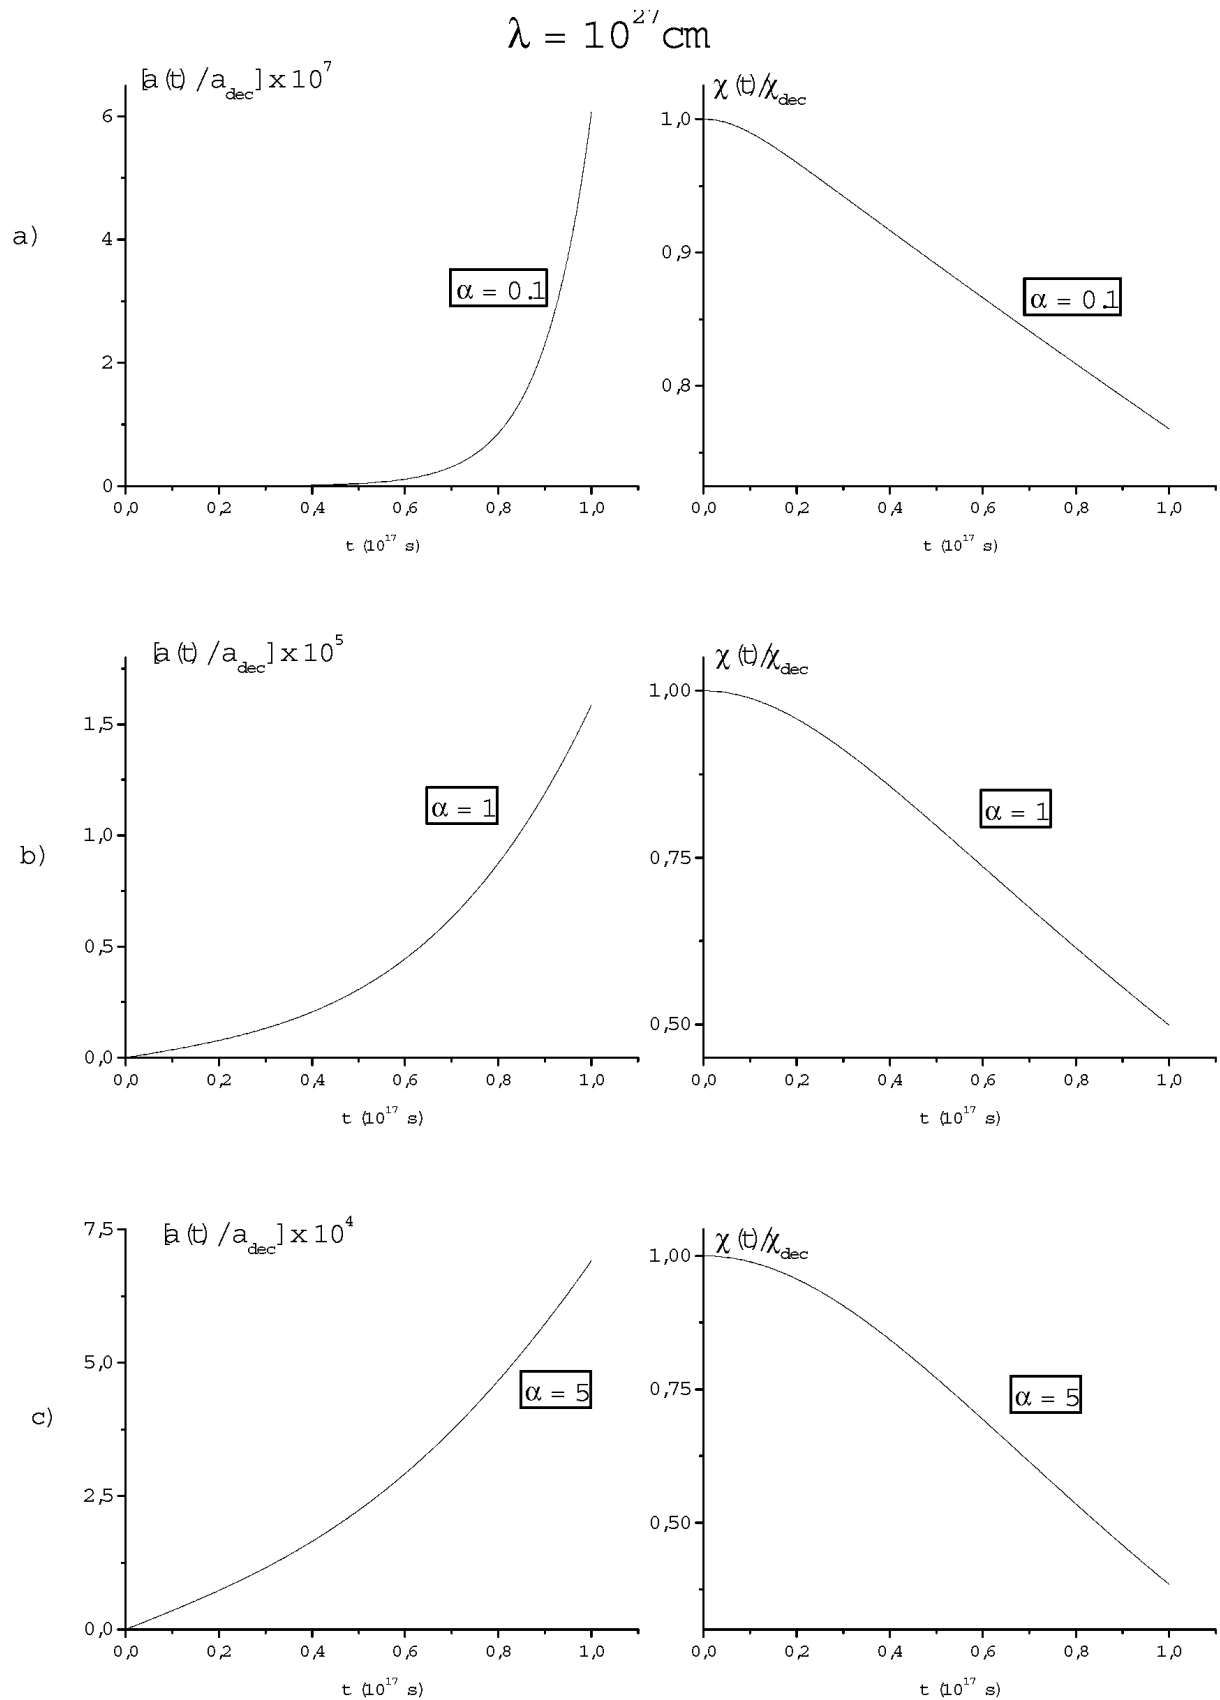 λ = 10^27 cm
[a(t)/a_dec] x 10^7
χ(t)/χ_dec
a)
6
4
2
0
α = 0.1
0,0 0,2 0,4 0,6 0,8 1,0
t (10^17 s)
1,0
0,9
0,8
α = 0.1
0,0 0,2 0,4 0,6 0,8 1,0
t (10^17 s)
[a(t)/a_dec] x 10^5
χ(t)/χ_dec
b)
1,5
1,0
0,5
0,0
α = 1
0,0 0,2 0,4 0,6 0,8 1,0
t (10^17 s)
1,00
0,75
0,50
α = 1
0,0 0,2 0,4 0,6 0,8 1,0
t (10^17 s)
[a(t)/a_dec] x 10^4
χ(t)/χ_dec
c)
7,5
5,0
2,5
0,0
α = 5
0,0 0,2 0,4 0,6 0,8 1,0
t (10^17 s)
1,00
0,75
0,50
α = 5
0,0 0,2 0,4 0,6 0,8 1,0
t (10^17 s)